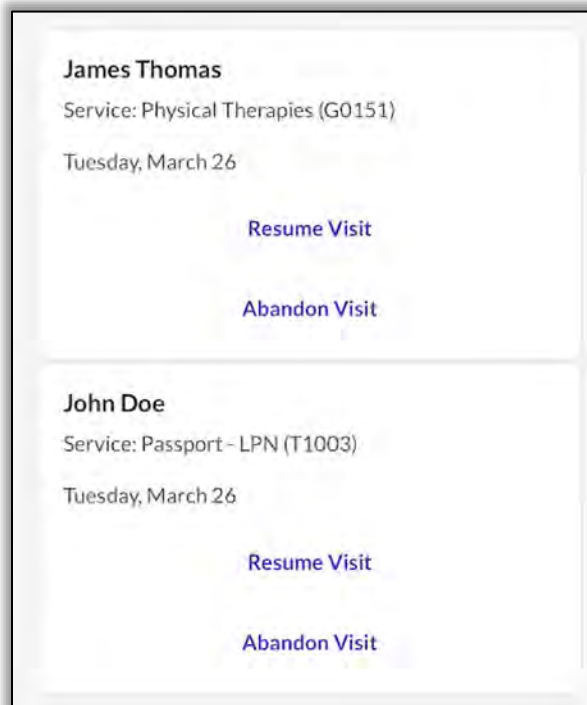 James Thomas
Service: Physical Therapies (G0151)
Tuesday, March 26
Resume Visit
Abandon Visit
John Doe
Service: Passport - LPN (T1003)
Tuesday, March 26
Resume Visit
Abandon Visit